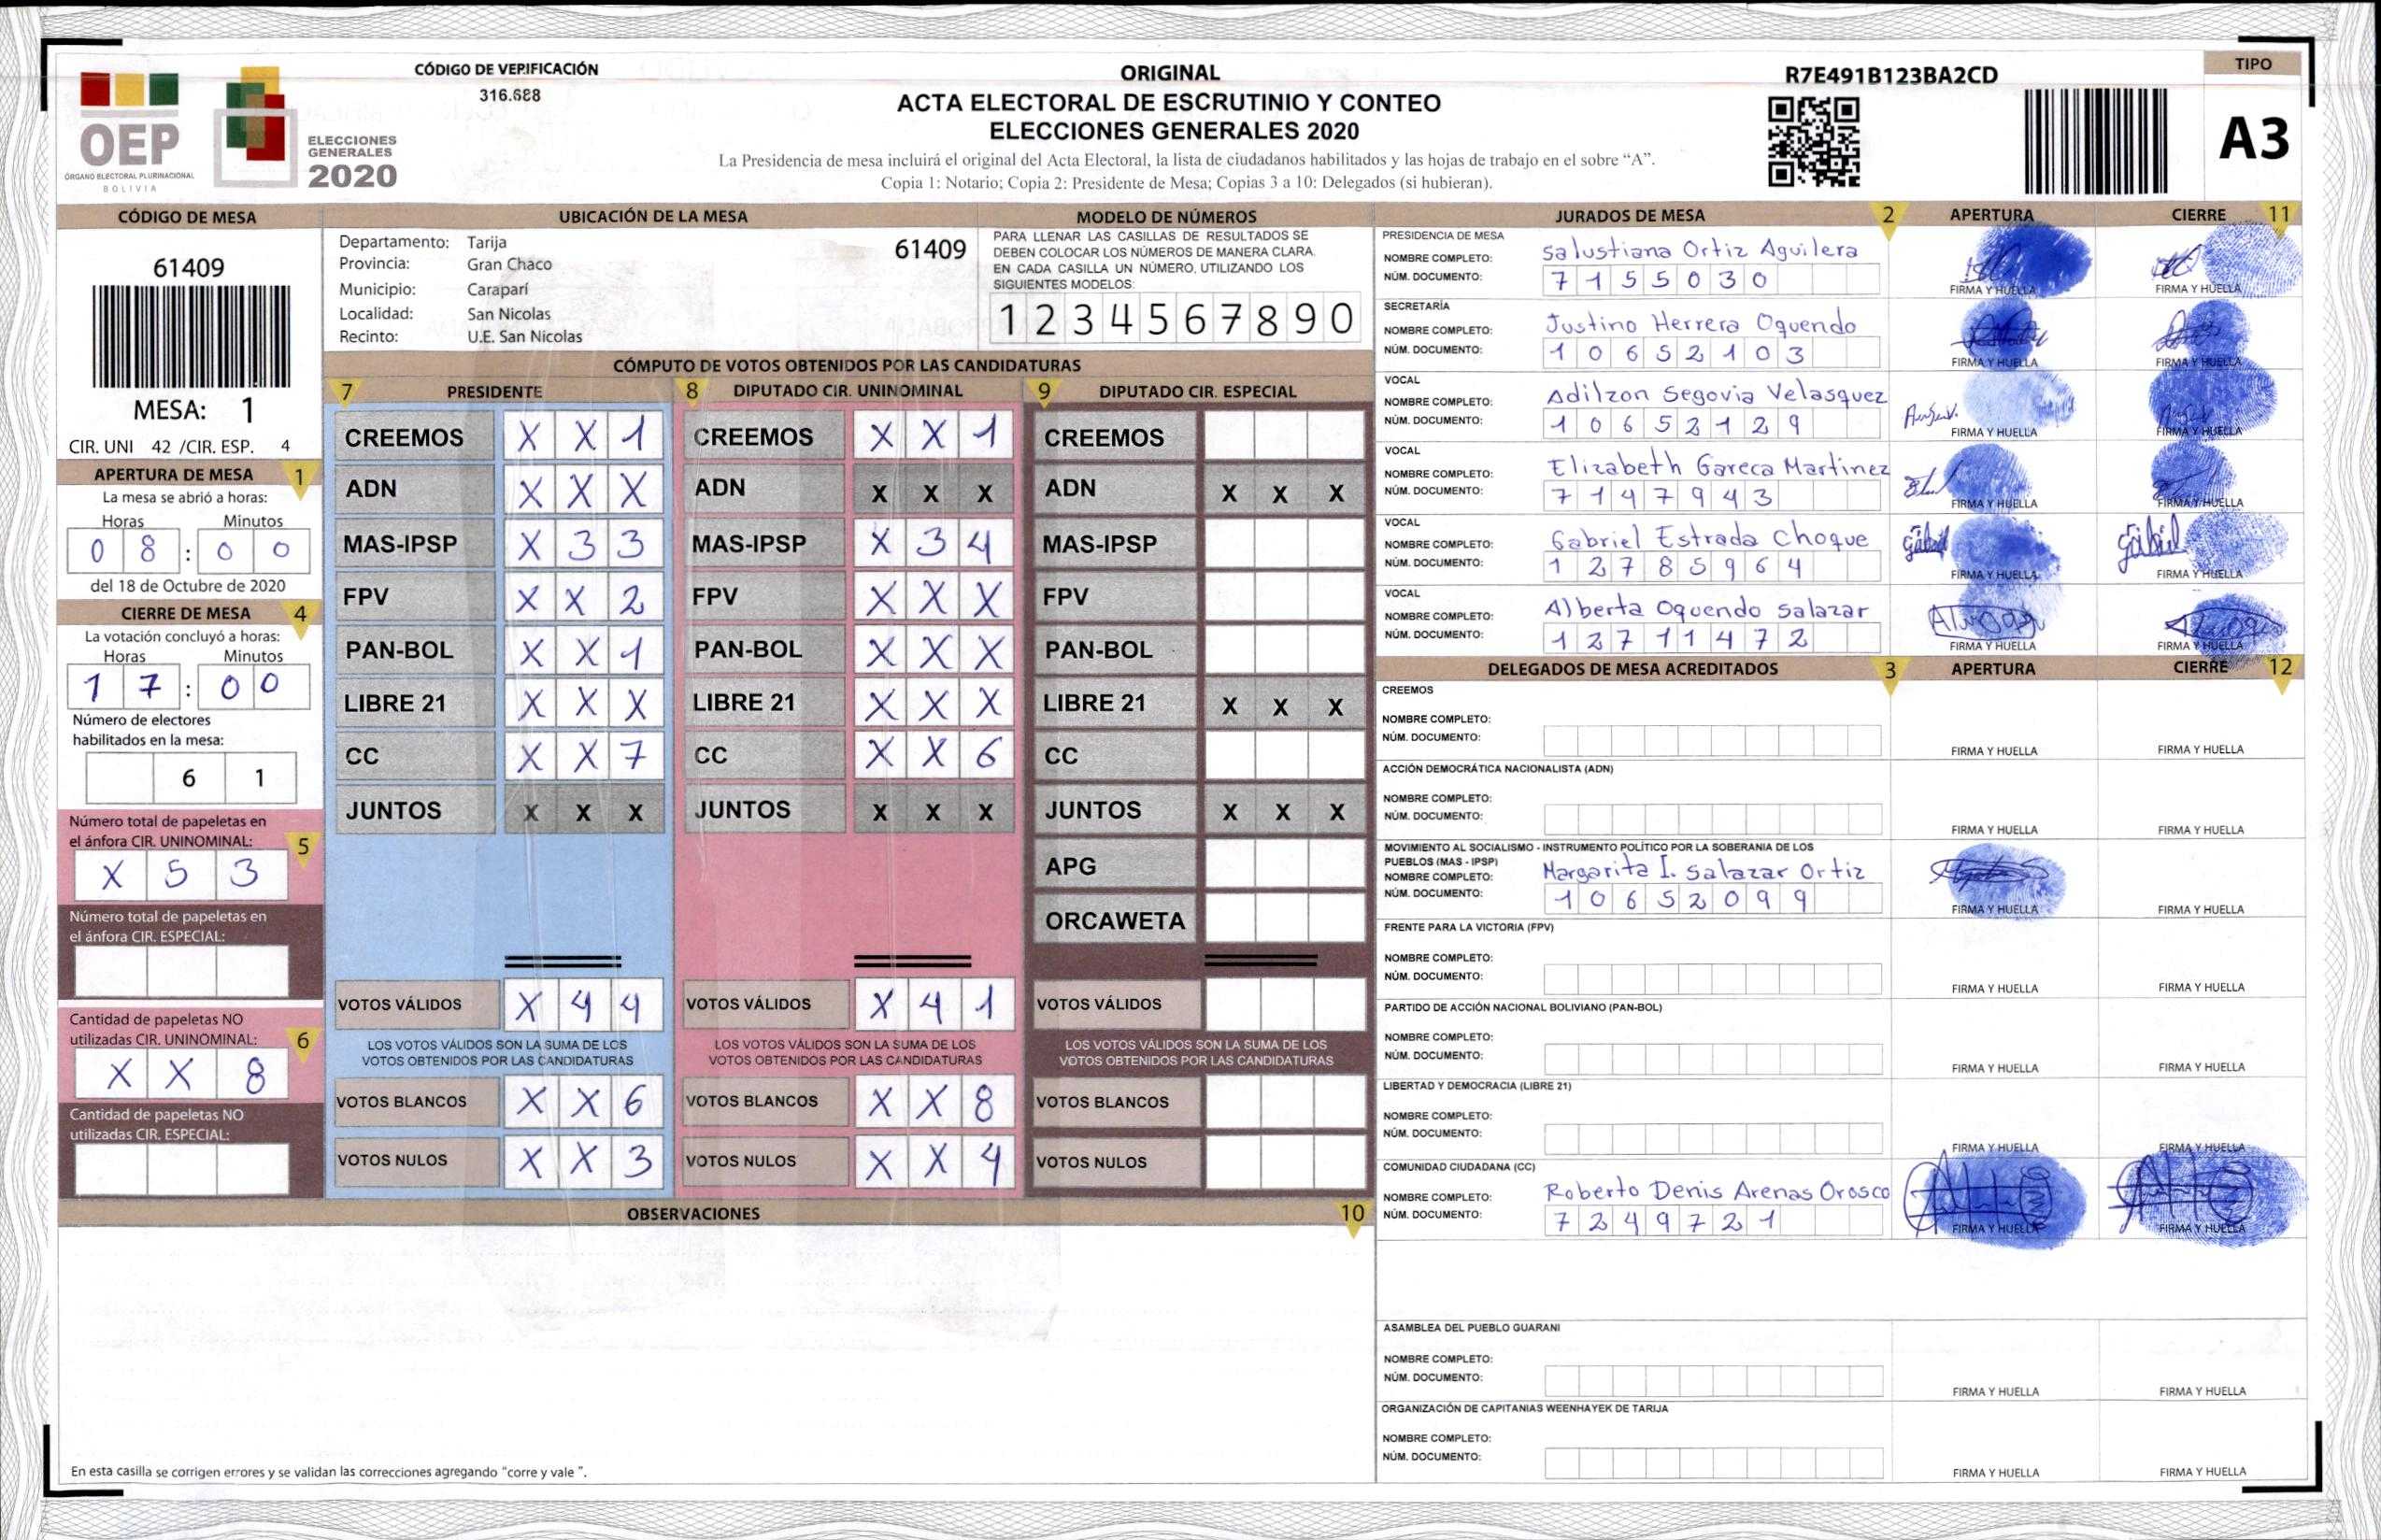 OEP
ÓRGANO ELECTORAL PLURINACIONAL
BOLIVIA
ELECCIONES
GENERALES
2020
CÓDIGO DE VERIFICACIÓN
316.688
ORIGINAL
ACTA ELECTORAL DE ESCRUTINIO Y CONTEO
ELECCIONES GENERALES 2020
La Presidencia de mesa incluirá el original del Acta Electoral, la lista de ciudadanos habilitados y las hojas de trabajo en el sobre “A”.
Copia 1: Notario; Copia 2: Presidente de Mesa; Copias 3 a 10: Delegados (si hubieran).
R7E491B123BA2CD
TIPO
A3
CÓDIGO DE MESA
61409
MESA: 1
CIR. UNI 42 /CIR. ESP. 4
APERTURA DE MESA 1
La mesa se abrió a horas:
Horas Minutos
0 8 : 0 0
del 18 de Octubre de 2020
CIERRE DE MESA 4
La votación concluyó a horas:
Horas Minutos
1 7 : 0 0
Número de electores
habilitados en la mesa:
6 1
Número total de papeletas en
el ánfora CIR. UNINOMINAL: 5
X 5 3
Número total de papeletas en
el ánfora CIR. ESPECIAL:
Cantidad de papeletas NO
utilizadas CIR. UNINOMINAL: 6
X X 8
Cantidad de papeletas NO
utilizadas CIR. ESPECIAL:
UBICACIÓN DE LA MESA
Departamento: Tarija 61409
Provincia: Gran Chaco
Municipio: Caraparí
Localidad: San Nicolas
Recinto: U.E. San Nicolas
MODELO DE NÚMEROS
PARA LLENAR LAS CASILLAS DE RESULTADOS SE
DEBEN COLOCAR LOS NÚMEROS DE MANERA CLARA.
EN CADA CASILLA UN NÚMERO, UTILIZANDO LOS
SIGUIENTES MODELOS:
1 2 3 4 5 6 7 8 9 0
CÓMPUTO DE VOTOS OBTENIDOS POR LAS CANDIDATURAS
7 PRESIDENTE
CREEMOS X X 1
ADN X X X
MAS-IPSP X 3 3
FPV X X 2
PAN-BOL X X 1
LIBRE 21 X X X
CC X X 7
JUNTOS X X X
VOTOS VÁLIDOS X 4 4
LOS VOTOS VÁLIDOS SON LA SUMA DE LOS
VOTOS OBTENIDOS POR LAS CANDIDATURAS
VOTOS BLANCOS X X 6
VOTOS NULOS X X 3
8 DIPUTADO CIR. UNINOMINAL
CREEMOS X X 1
ADN X X X
MAS-IPSP X 3 4
FPV X X X
PAN-BOL X X X
LIBRE 21 X X X
CC X X 6
JUNTOS X X X
VOTOS VÁLIDOS X 4 1
LOS VOTOS VÁLIDOS SON LA SUMA DE LOS
VOTOS OBTENIDOS POR LAS CANDIDATURAS
VOTOS BLANCOS X X 8
VOTOS NULOS X X 4
9 DIPUTADO CIR. ESPECIAL
CREEMOS
ADN X X X
MAS-IPSP
FPV
PAN-BOL
LIBRE 21 X X X
CC
JUNTOS X X X
APG
ORCAWETA
VOTOS VÁLIDOS
LOS VOTOS VÁLIDOS SON LA SUMA DE LOS
VOTOS OBTENIDOS POR LAS CANDIDATURAS
VOTOS BLANCOS
VOTOS NULOS
OBSERVACIONES 10
En esta casilla se corrigen errores y se validan las correcciones agregando “corre y vale ”.
JURADOS DE MESA 2 APERTURA CIERRE 11
PRESIDENCIA DE MESA
NOMBRE COMPLETO: Salustiana Ortiz Aguilera
NÚM. DOCUMENTO: 7 1 5 5 0 3 0
FIRMA Y HUELLA FIRMA Y HUELLA
SECRETARÍA
NOMBRE COMPLETO: Justino Herrera Oquendo
NÚM. DOCUMENTO: 1 0 6 5 2 1 0 3
FIRMA Y HUELLA FIRMA Y HUELLA
VOCAL
NOMBRE COMPLETO: Adilzon Segovia Velasquez
NÚM. DOCUMENTO: 1 0 6 5 2 1 2 9
FIRMA Y HUELLA FIRMA Y HUELLA
VOCAL
NOMBRE COMPLETO: Elizabeth Gareca Martinez
NÚM. DOCUMENTO: 7 1 4 7 9 4 3
FIRMA Y HUELLA FIRMA Y HUELLA
VOCAL
NOMBRE COMPLETO: Gabriel Estrada Choque
NÚM. DOCUMENTO: 1 2 7 8 5 9 6 4
FIRMA Y HUELLA FIRMA Y HUELLA
VOCAL
NOMBRE COMPLETO: Alberta Oquendo Salazar
NÚM. DOCUMENTO: 1 2 7 1 1 4 7 2
FIRMA Y HUELLA FIRMA Y HUELLA
DELEGADOS DE MESA ACREDITADOS 3 APERTURA CIERRE 12
CREEMOS
NOMBRE COMPLETO:
NÚM. DOCUMENTO:
FIRMA Y HUELLA FIRMA Y HUELLA
ACCIÓN DEMOCRÁTICA NACIONALISTA (ADN)
NOMBRE COMPLETO:
NÚM. DOCUMENTO:
FIRMA Y HUELLA FIRMA Y HUELLA
MOVIMIENTO AL SOCIALISMO - INSTRUMENTO POLÍTICO POR LA SOBERANIA DE LOS
PUEBLOS (MAS - IPSP)
NOMBRE COMPLETO: Margarita I. Salazar Ortiz
NÚM. DOCUMENTO: 1 0 6 5 2 0 9 9
FIRMA Y HUELLA FIRMA Y HUELLA
FRENTE PARA LA VICTORIA (FPV)
NOMBRE COMPLETO:
NÚM. DOCUMENTO:
FIRMA Y HUELLA FIRMA Y HUELLA
PARTIDO DE ACCIÓN NACIONAL BOLIVIANO (PAN-BOL)
NOMBRE COMPLETO:
NÚM. DOCUMENTO:
FIRMA Y HUELLA FIRMA Y HUELLA
LIBERTAD Y DEMOCRACIA (LIBRE 21)
NOMBRE COMPLETO:
NÚM. DOCUMENTO:
FIRMA Y HUELLA FIRMA Y HUELLA
COMUNIDAD CIUDADANA (CC)
NOMBRE COMPLETO: Roberto Denis Arenas Orosco
NÚM. DOCUMENTO: 7 2 4 9 7 2 1
FIRMA Y HUELLA FIRMA Y HUELLA
ASAMBLEA DEL PUEBLO GUARANI
NOMBRE COMPLETO:
NÚM. DOCUMENTO:
FIRMA Y HUELLA FIRMA Y HUELLA
ORGANIZACIÓN DE CAPITANIAS WEENHAYEK DE TARIJA
NOMBRE COMPLETO:
NÚM. DOCUMENTO:
FIRMA Y HUELLA FIRMA Y HUELLA